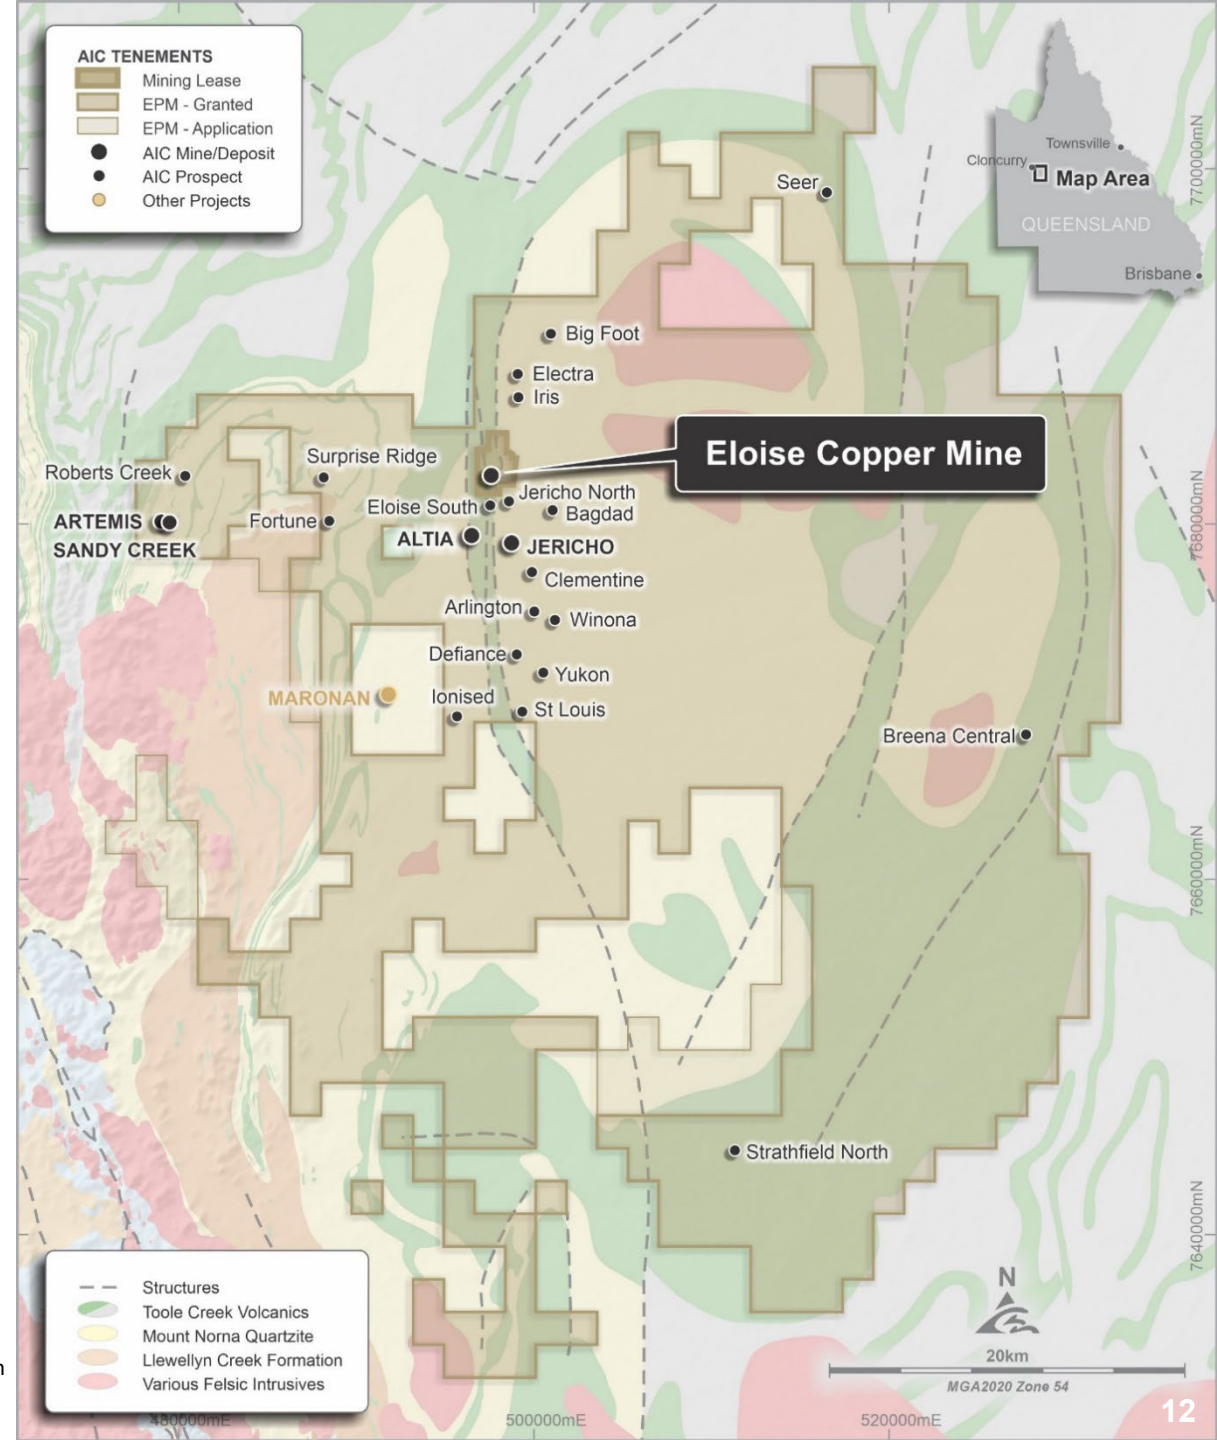 AIC TENEMENTS
Mining Lease
EPM - Granted
EPM - Application
AIC Mine/Deposit
AIC Prospect
Other Projects
Townsville
Cloncurry
Map Area
QUEENSLAND
Brisbane
7700000mN
Seer
Big Foot
Electra
Iris
Eloise Copper Mine
Surprise Ridge
Roberts Creek
Jericho North
Eloise South
Bagdad
ARTEMIS
Fortune
SANDY CREEK
ALTIA
JERICHO
7680000mN
Clementine
Arlington
Winona
Defiance
Yukon
MARONAN
Ionised
St Louis
Breena Central
7660000mN
Strathfield North
7640000mN
Structures
Toole Creek Volcanics
Mount Norna Quartzite
Llewellyn Creek Formation
Various Felsic Intrusives
N
20km
MGA2020 Zone 54
480000mE
500000mE
520000mE
12